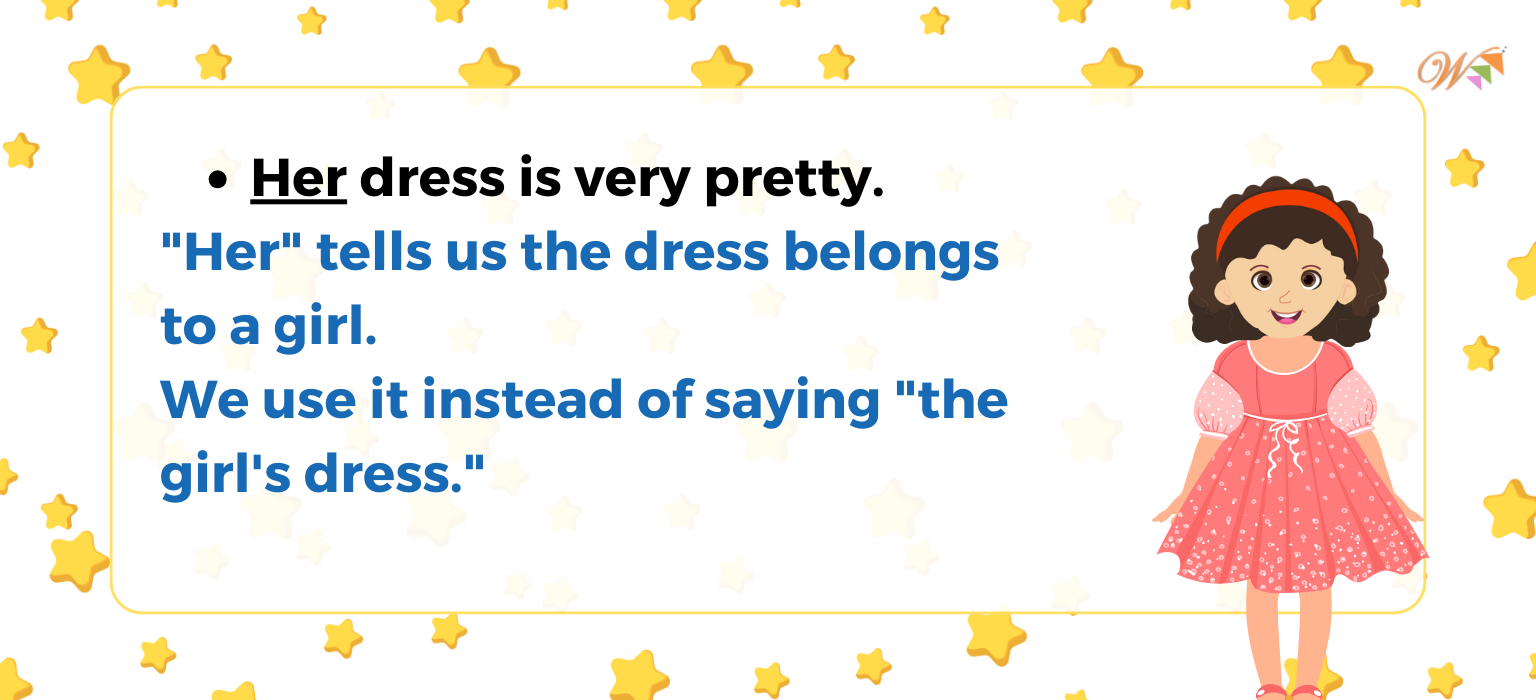 • Her dress is very pretty.
"Her" tells us the dress belongs
to a girl.
We use it instead of saying "the
girl's dress."
W